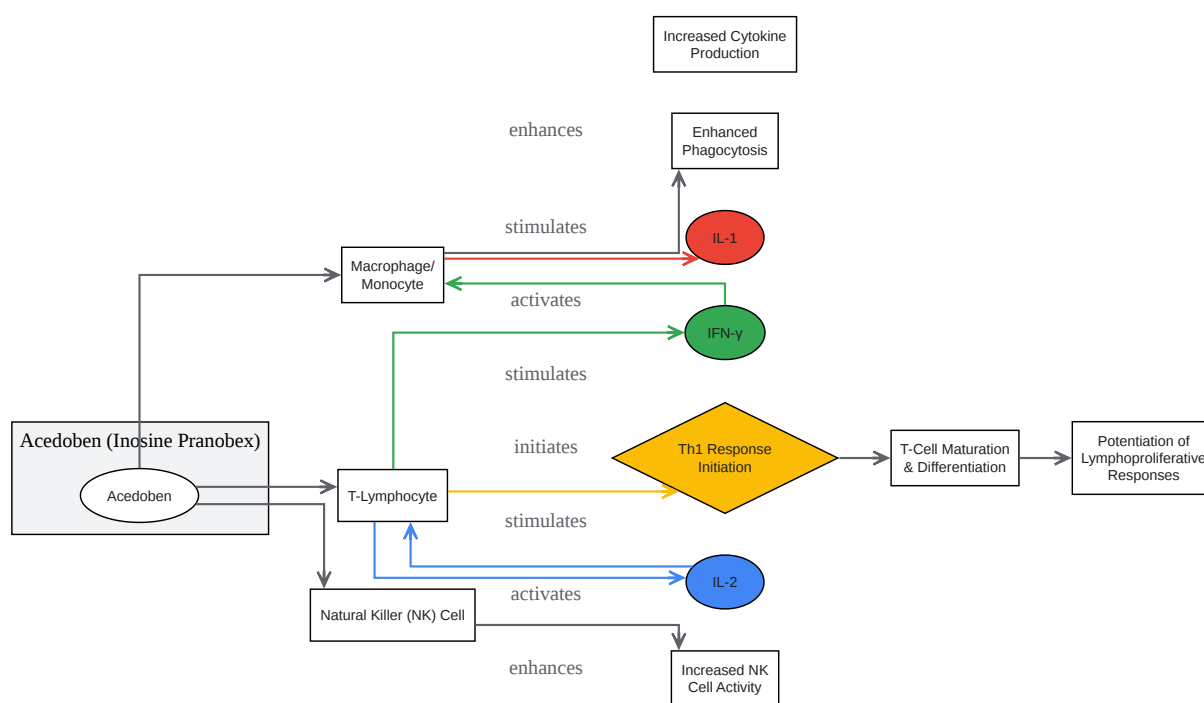 Increased Cytokine
Production
enhances
Enhanced
Phagocytosis
stimulates
IL-1
Macrophage/
Monocyte
activates
IFN-γ
stimulates
Acedoben (Inosine Pranobex)
Acedoben
T-Lymphocyte
initiates
Th1 Response
Initiation
T-Cell Maturation
& Differentiation
Potentiation of
Lymphoproliferative
Responses
stimulates
IL-2
activates
Natural Killer (NK) Cell
enhances
Increased NK
Cell Activity